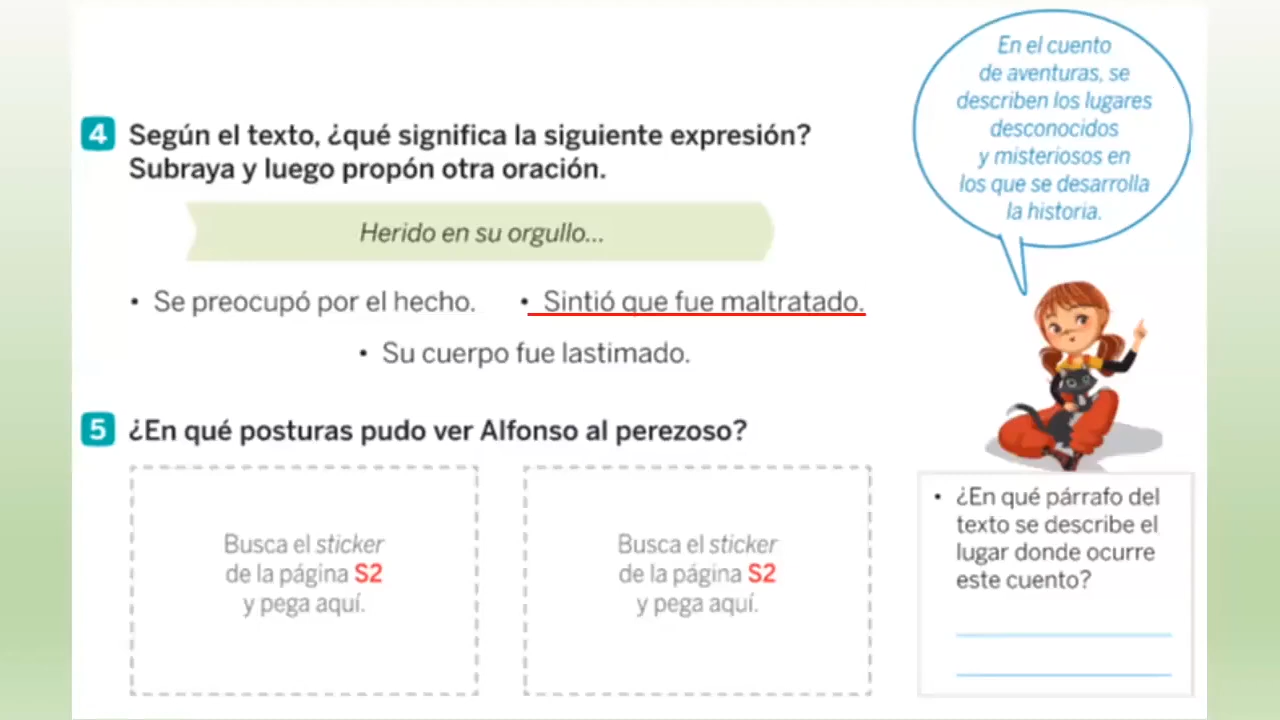 En el cuento
de aventuras, se
describen los lugares
desconocidos
y misteriosos en
los que se desarrolla
la historia.
4 Según el texto, ¿qué significa la siguiente expresión?
Subraya y luego propón otra oración.
Herido en su orgullo...
• Se preocupó por el hecho. • Sintió que fue maltratado.
• Su cuerpo fue lastimado.
5 ¿En qué posturas pudo ver Alfonso al perezoso?
Busca el sticker
de la página S2
y pega aquí.
Busca el sticker
de la página S2
y pega aquí.
• ¿En qué párrafo del
texto se describe el
lugar donde ocurre
este cuento?